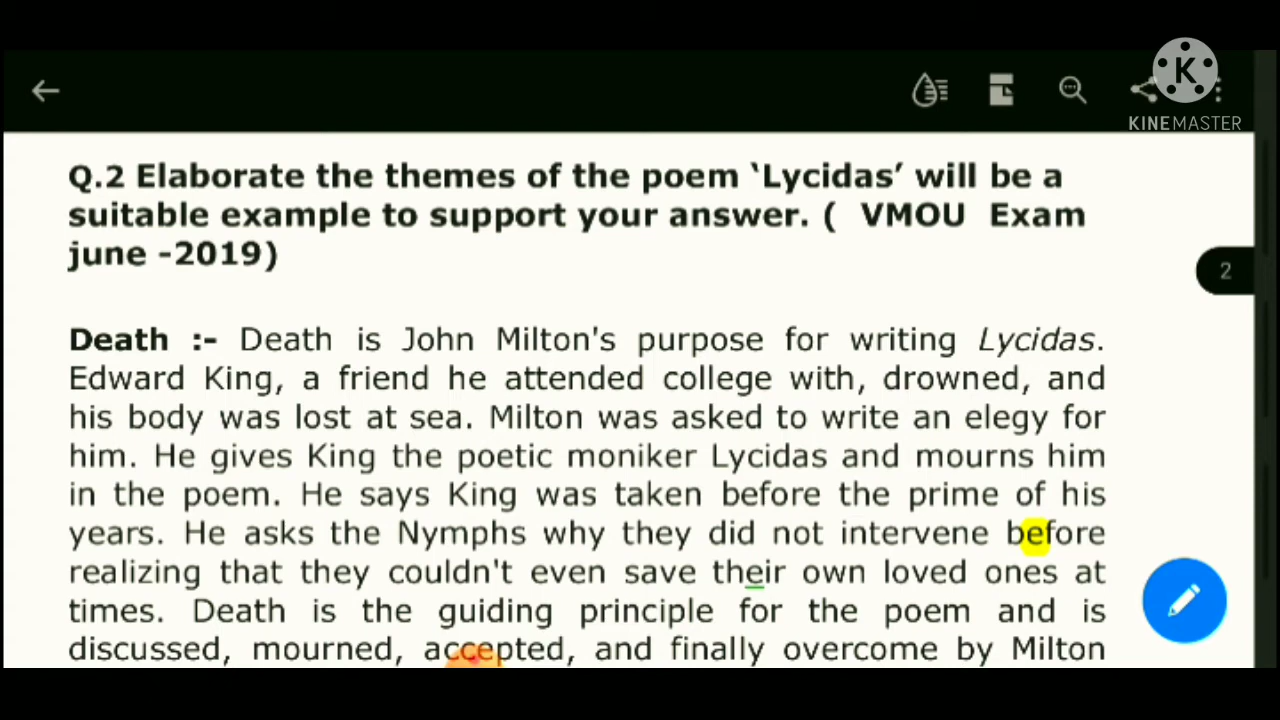 K
KINEMASTER
Q.2 Elaborate the themes of the poem ‘Lycidas’ will be a
suitable example to support your answer. ( VMOU Exam
june -2019)
2
Death :- Death is John Milton's purpose for writing Lycidas.
Edward King, a friend he attended college with, drowned, and
his body was lost at sea. Milton was asked to write an elegy for
him. He gives King the poetic moniker Lycidas and mourns him
in the poem. He says King was taken before the prime of his
years. He asks the Nymphs why they did not intervene before
realizing that they couldn't even save their own loved ones at
times. Death is the guiding principle for the poem and is
discussed, mourned, accepted, and finally overcome by Milton